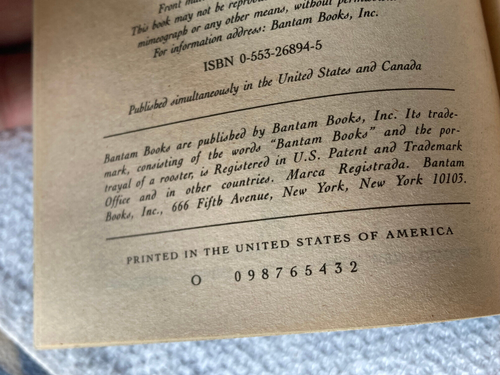 Front
This book may not be reprodu
mimeograph or any other means, without permission
For information address: Bantam Books, Inc.
ISBN 0-553-26894-5
Published simultaneously in the United States and Canada
Bantam Books are published by Bantam Books, Inc. Its trade-
mark, consisting of the words "Bantam Books" and the por-
trayal of a rooster, is Registered in U.S. Patent and Trademark
Office and in other countries. Marca Registrada. Bantam
Books, Inc., 666 Fifth Avenue, New York, New York 10103.
PRINTED IN THE UNITED STATES OF AMERICA
O 0 9 8 7 6 5 4 3 2